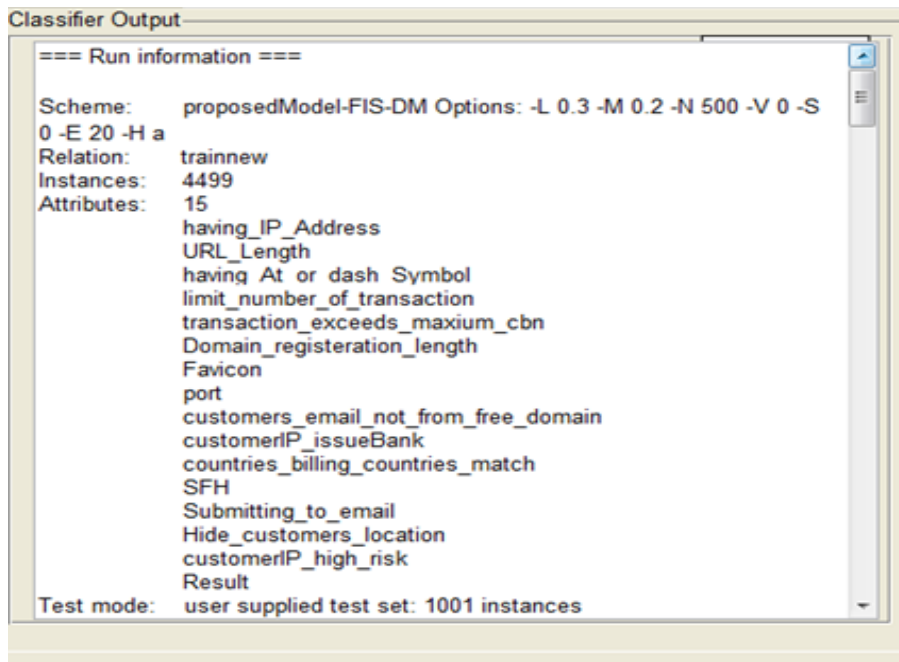 Classifier Output
=== Run information ===
Scheme: proposedModel-FIS-DM Options: -L 0.3 -M 0.2 -N 500 -V 0 -S
0 -E 20 -H a
Relation: trainnew
Instances: 4499
Attributes: 15
having_IP_Address
URL_Length
having_At_or_dash_Symbol
limit_number_of_transaction
transaction_exceeds_maxium_cbn
Domain_registeration_length
Favicon
port
customers_email_not_from_free_domain
customerIP_issueBank
countries_billing_countries_match
SFH
Submitting_to_email
Hide_customers_location
customerIP_high_risk
Result
Test mode: user supplied test set: 1001 instances